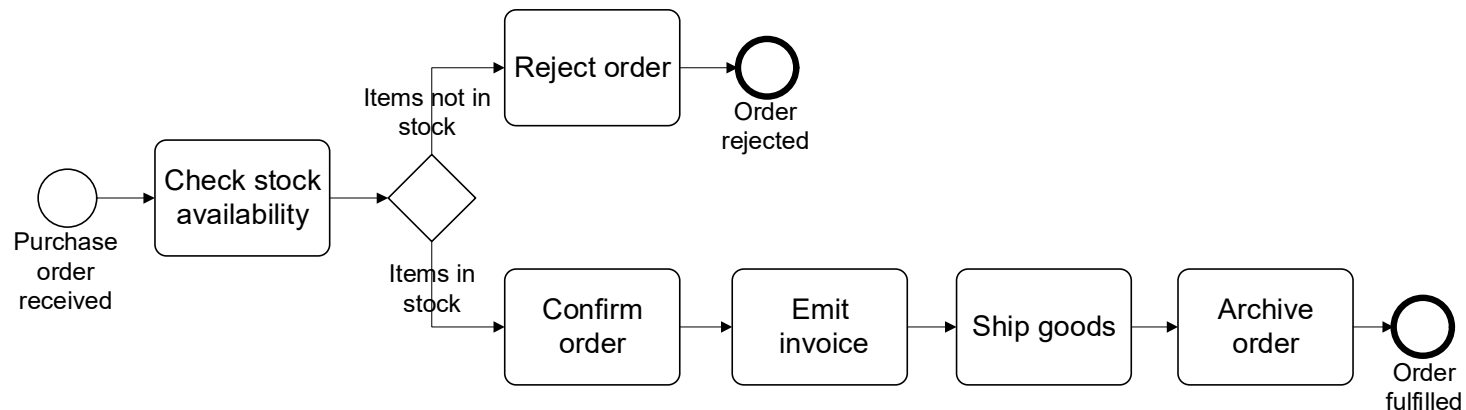 Purchase
order
received
Check stock
availability
Items not in
stock
Reject order
Order
rejected
Items in
stock
Confirm
order
Emit
invoice
Ship goods
Archive
order
Order
fulfilled